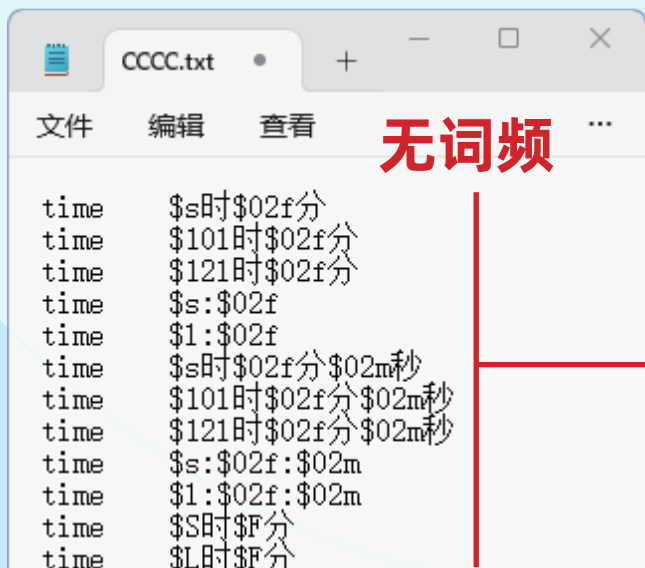 CCCC.txt
文件 编辑 查看 ...
无词频
time $s时$02f分
time $101时$02f分
time $121时$02f分
time $s:$02f
time $1:$02f
time $s时$02f分$02m秒
time $101时$02f分$02m秒
time $121时$02f分$02m秒
time $s:$02f:$02m
time $1:$02f:$02m
time $S时$F分
time $L时$F分